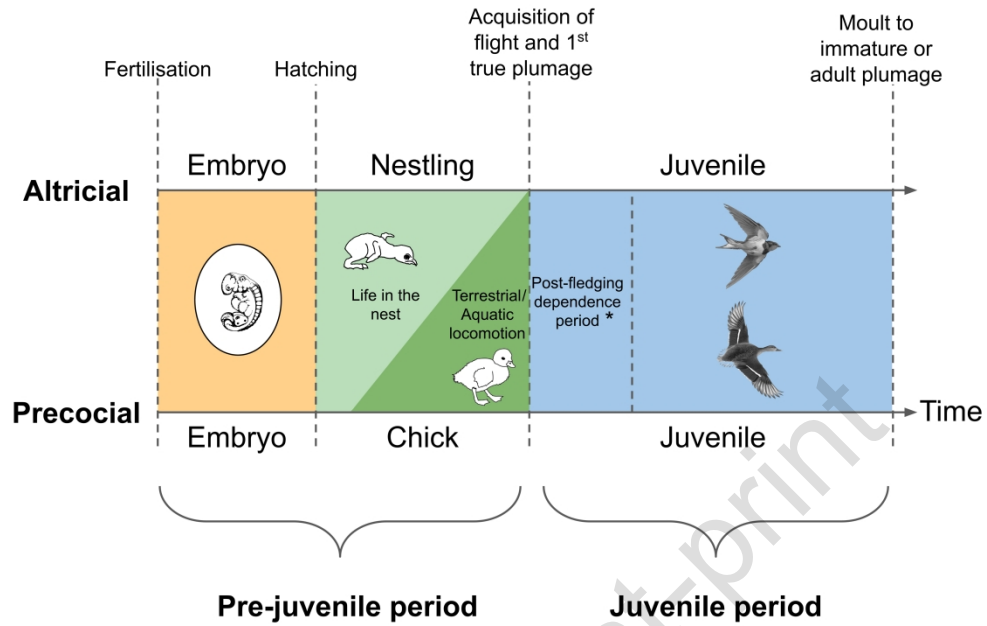 Acquisition of
flight and 1st
true plumage
Moult to
immature or
adult plumage
Fertilisation
Hatching
Embryo
Nestling
Juvenile
Altricial
Life in the
nest
Terrestrial/
Aquatic
locomotion
Post-fledging
dependence
period *
Precocial
Time
Embryo
Chick
Juvenile
Pre-juvenile period
Juvenile period
t-print